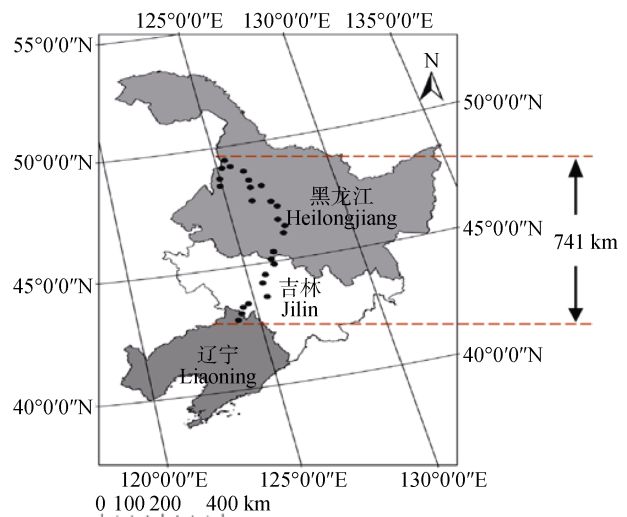 125°0′0″E 130°0′0″E 135°0′0″E
55°0′0″N
N
50°0′0″N
50°0′0″N
黑龙江
Heilongjiang
45°0′0″N
741 km
45°0′0″N
吉林
Jilin
辽宁
Liaoning
40°0′0″N
40°0′0″N
120°0′0″E 125°0′0″E 130°0′0″E
0 100 200 400 km